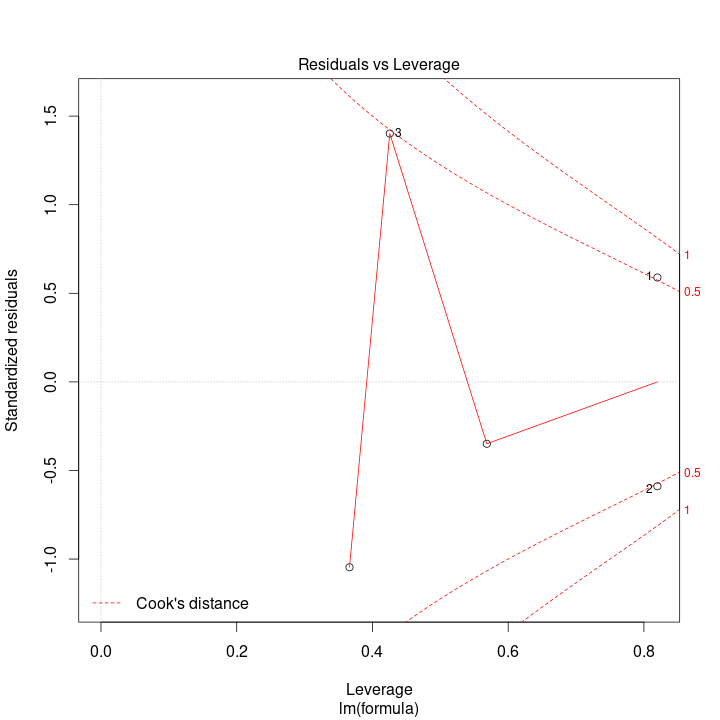 Residuals vs Leverage
Standardized residuals
1.5
1.0
0.5
0.0
-0.5
-1.0
3
1
2
1
0.5
0.5
1
Cook's distance
0.0 0.2 0.4 0.6 0.8
Leverage
lm(formula)